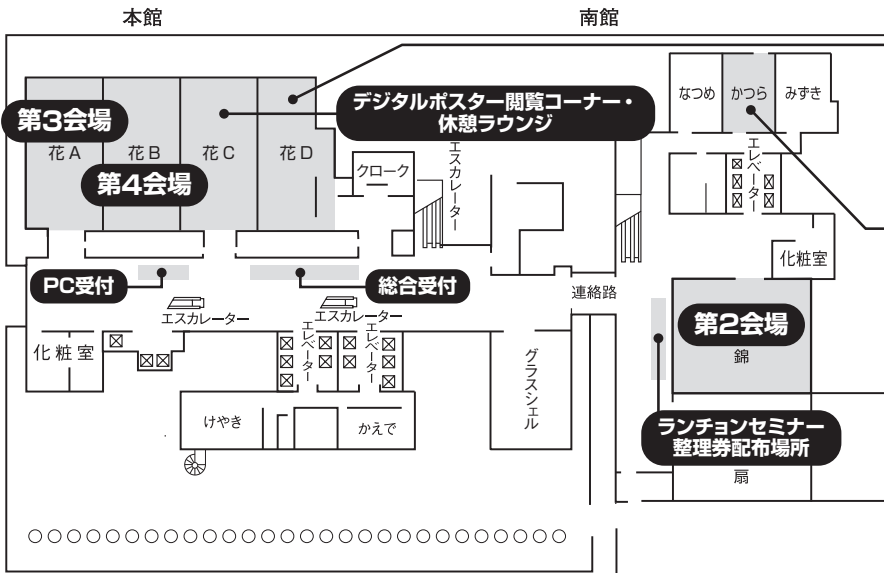 本館
南館
なつめ
かつら
みずき
デジタルポスター閲覧コーナー・
休憩ラウンジ
第3会場
花A
花B
花C
花D
第4会場
クローク
エスカレーター
エレベーター
化粧室
PC受付
総合受付
連絡路
エスカレーター
エスカレーター
第2会場
錦
化粧室
エレベーター
エレベーター
グラスシェル
けやき
かえで
ランチョンセミナー
整理券配布場所
扇